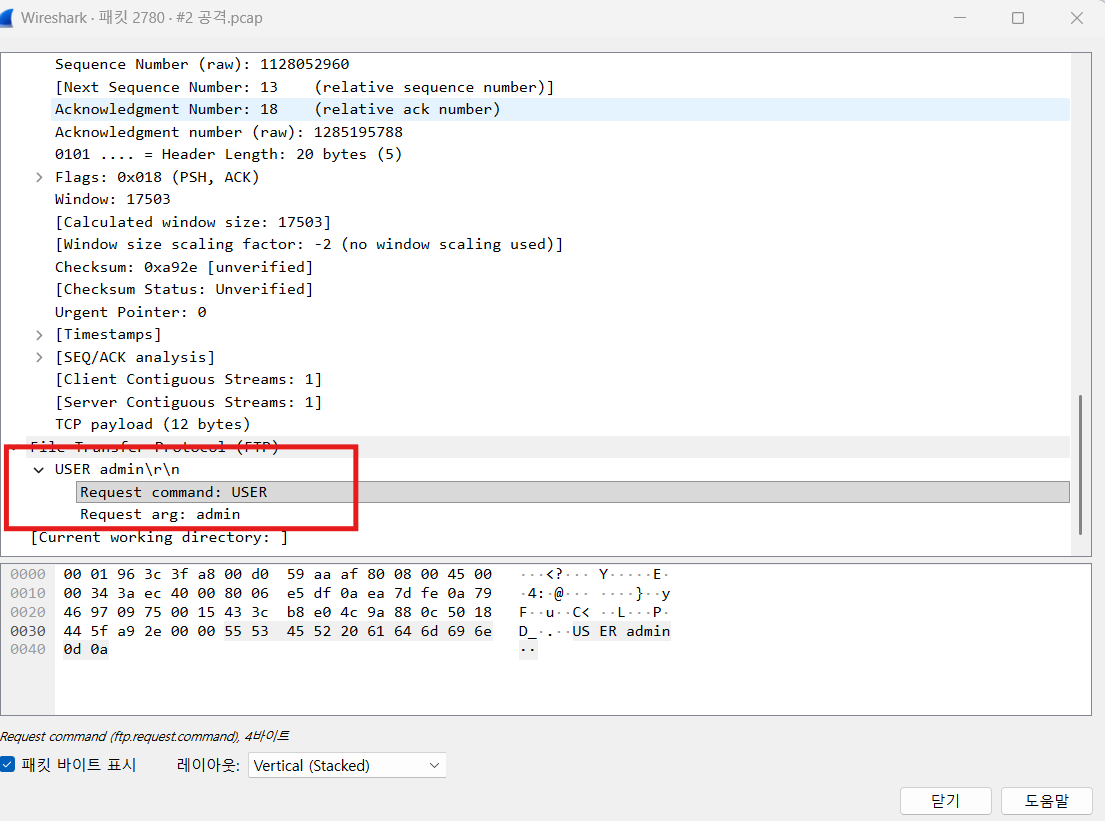 Wireshark · 패킷 2780 · #2 공격.pcap
Sequence Number (raw): 1128052960
[Next Sequence Number: 13    (relative sequence number)]
Acknowledgment Number: 18    (relative ack number)
Acknowledgment number (raw): 1285195788
0101 .... = Header Length: 20 bytes (5)
Flags: 0x018 (PSH, ACK)
Window: 17503
[Calculated window size: 17503]
[Window size scaling factor: -2 (no window scaling used)]
Checksum: 0xa92e [unverified]
[Checksum Status: Unverified]
Urgent Pointer: 0
[Timestamps]
[SEQ/ACK analysis]
[Client Contiguous Streams: 1]
[Server Contiguous Streams: 1]
TCP payload (12 bytes)
File Transfer Protocol (FTP)
USER admin\r\n
Request command: USER
Request arg: admin
[Current working directory: ]
0000  00 01 96 3c 3f a8 00 d0  59 aa af 80 08 00 45 00   ···<?··· Y·····E·
0010  00 34 3a ec 40 00 80 06  e5 df 0a ea 7d fe 0a 79   ·4:·@··· ····}··y
0020  46 97 09 75 00 15 43 3c  b8 e0 4c 9a 88 0c 50 18   F··u··C< ··L···P·
0030  44 5f a9 2e 00 00 55 53  45 52 20 61 64 6d 69 6e   D_·.··US ER admin
0040  0d 0a   ··
Request command (ftp.request.command), 4바이트
패킷 바이트 표시 레이아웃: Vertical (Stacked)
닫기 도움말